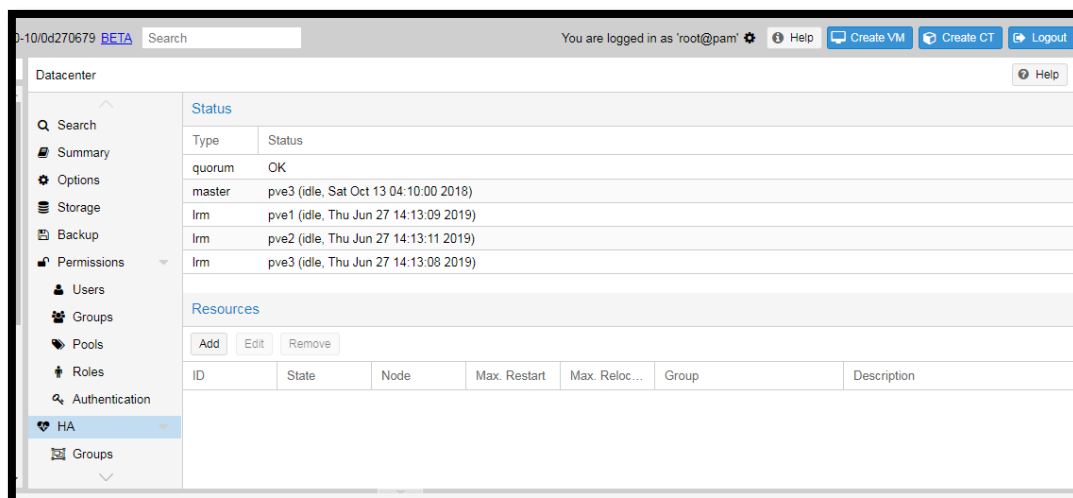 0-10/0d270679 BETA Search You are logged in as 'root@pam' Help Create VM Create CT Logout
Datacenter Help
Search
Summary
Options
Storage
Backup
Permissions
Users
Groups
Pools
Roles
Authentication
HA
Groups
Status
Type Status
quorum OK
master pve3 (idle, Sat Oct 13 04:10:00 2018)
lrm pve1 (idle, Thu Jun 27 14:13:09 2019)
lrm pve2 (idle, Thu Jun 27 14:13:11 2019)
lrm pve3 (idle, Thu Jun 27 14:13:08 2019)
Resources
Add Edit Remove
ID State Node Max. Restart Max. Reloc... Group Description